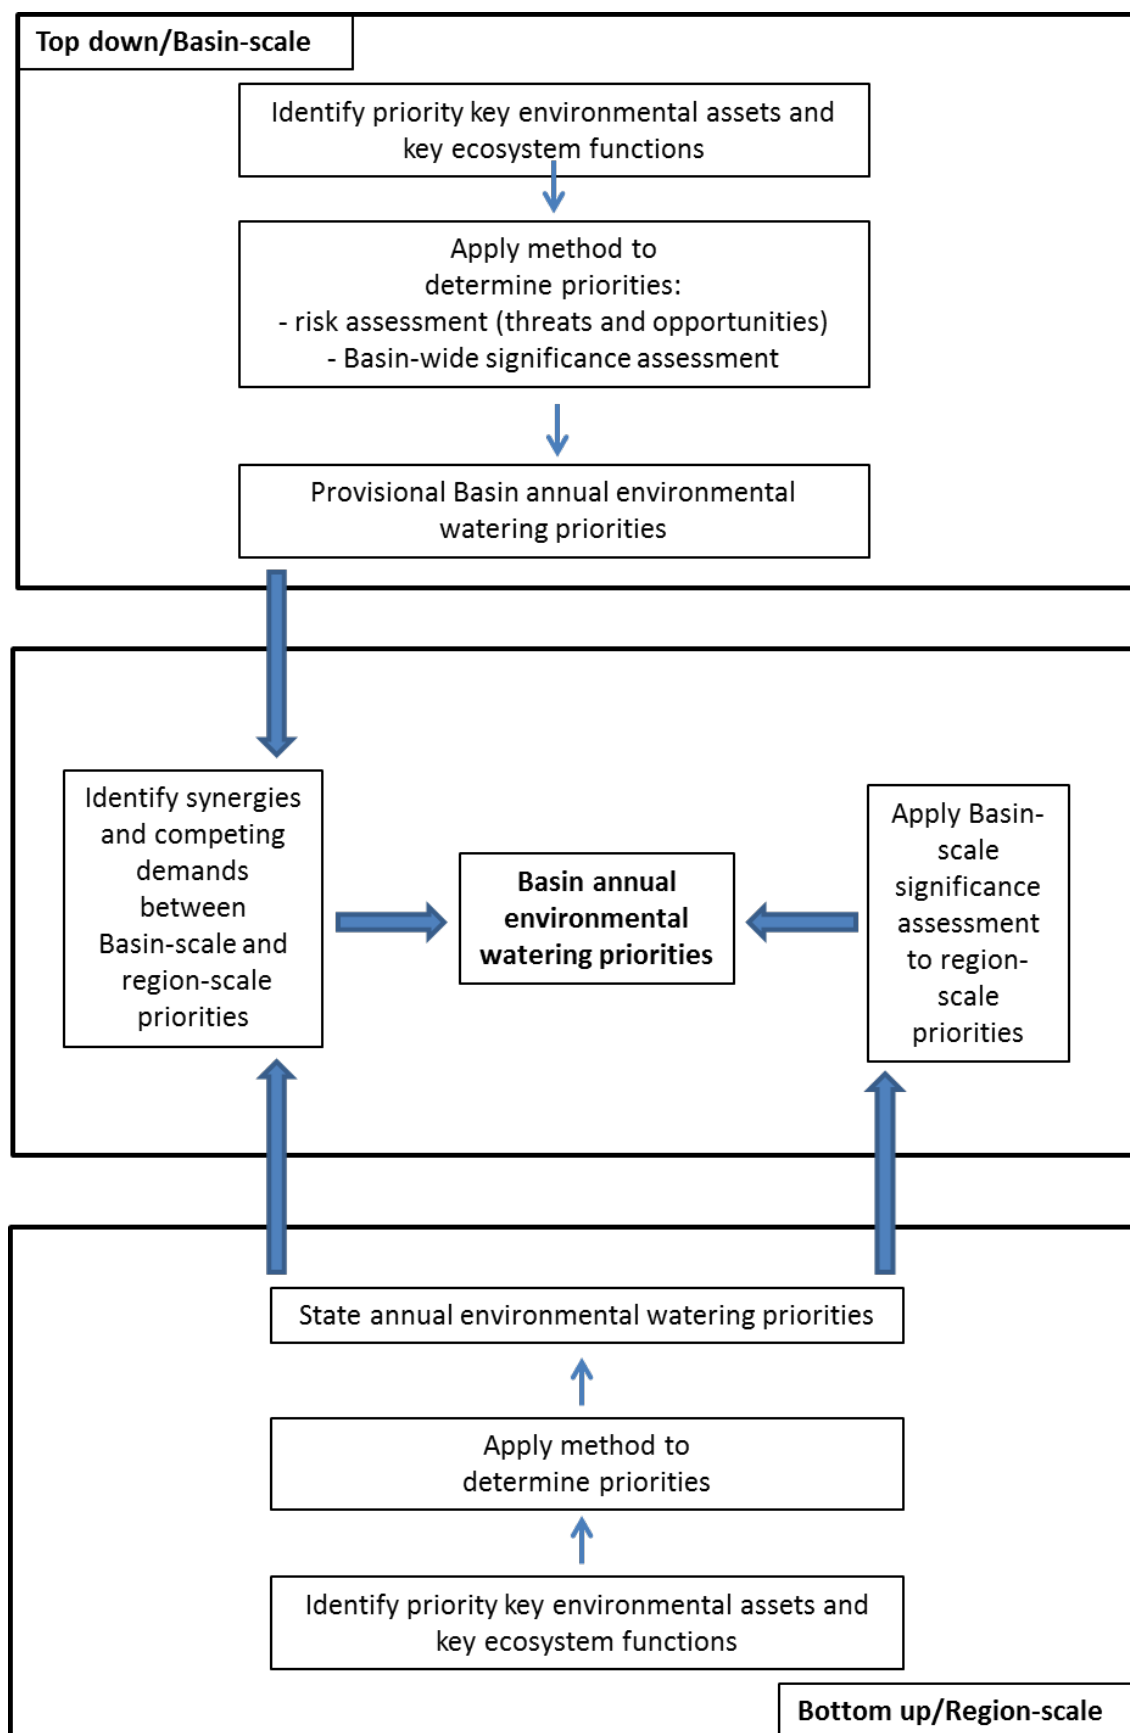 Top down/Basin-scale
Identify priority key environmental assets and
key ecosystem functions
Apply method to
determine priorities:
- risk assessment (threats and opportunities)
- Basin-wide significance assessment
Provisional Basin annual environmental
watering priorities
Identify synergies
and competing
demands
between
Basin-scale and
region-scale
priorities
Basin annual
environmental
watering priorities
Apply Basin-
scale
significance
assessment
to region-
scale
priorities
State annual environmental watering priorities
Apply method to
determine priorities
Identify priority key environmental assets and
key ecosystem functions
Bottom up/Region-scale